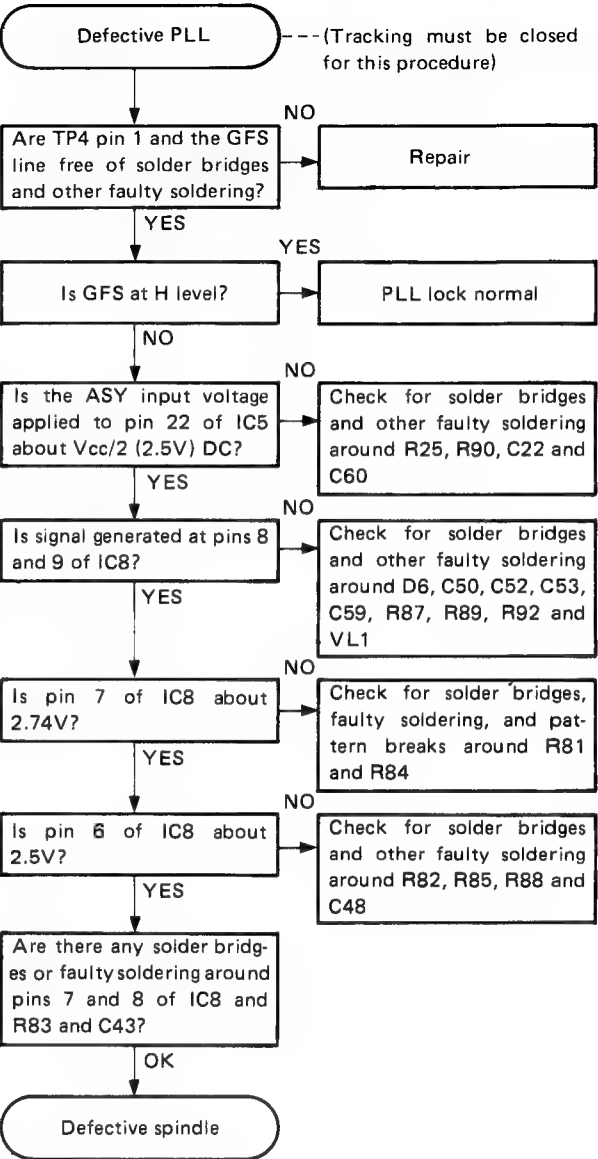 Defective PLL
(Tracking must be closed
for this procedure)
NO
Are TP4 pin 1 and the GFS
line free of solder bridges
and other faulty soldering?
Repair
YES
YES
Is GFS at H level?
PLL lock normal
NO
NO
Is the ASY input voltage
applied to pin 22 of IC5
about Vcc/2 (2.5V) DC?
Check for solder bridges
and other faulty soldering
around R25, R90, C22 and
C60
YES
NO
Is signal generated at pins 8
and 9 of IC8?
Check for solder bridges
and other faulty soldering
around D6, C50, C52, C53,
C59, R87, R89, R92 and
VL1
YES
NO
Is pin 7 of IC8 about
2.74V?
Check for solder bridges,
faulty soldering, and pat-
tern breaks around R81
and R84
YES
NO
Is pin 6 of IC8 about
2.5V?
Check for solder bridges
and other faulty soldering
around R82, R85, R88 and
C48
YES
Are there any solder bridg-
es or faulty soldering around
pins 7 and 8 of IC8 and
R83 and C43?
OK
Defective spindle